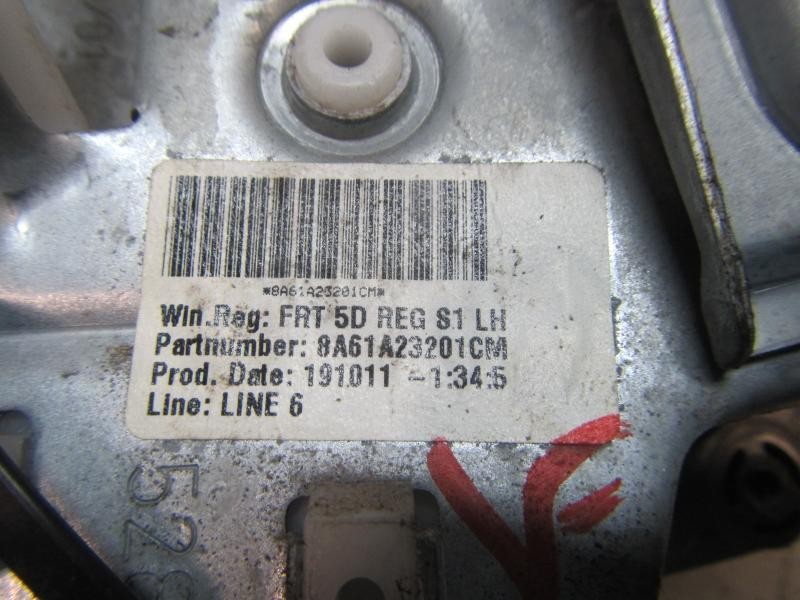 *8A61A23201CM*
Win.Reg: FRT 5D REG S1 LH
Partnumber: 8A61A23201CM
Prod. Date: 191011 -1:34:5
Line: LINE 6
528